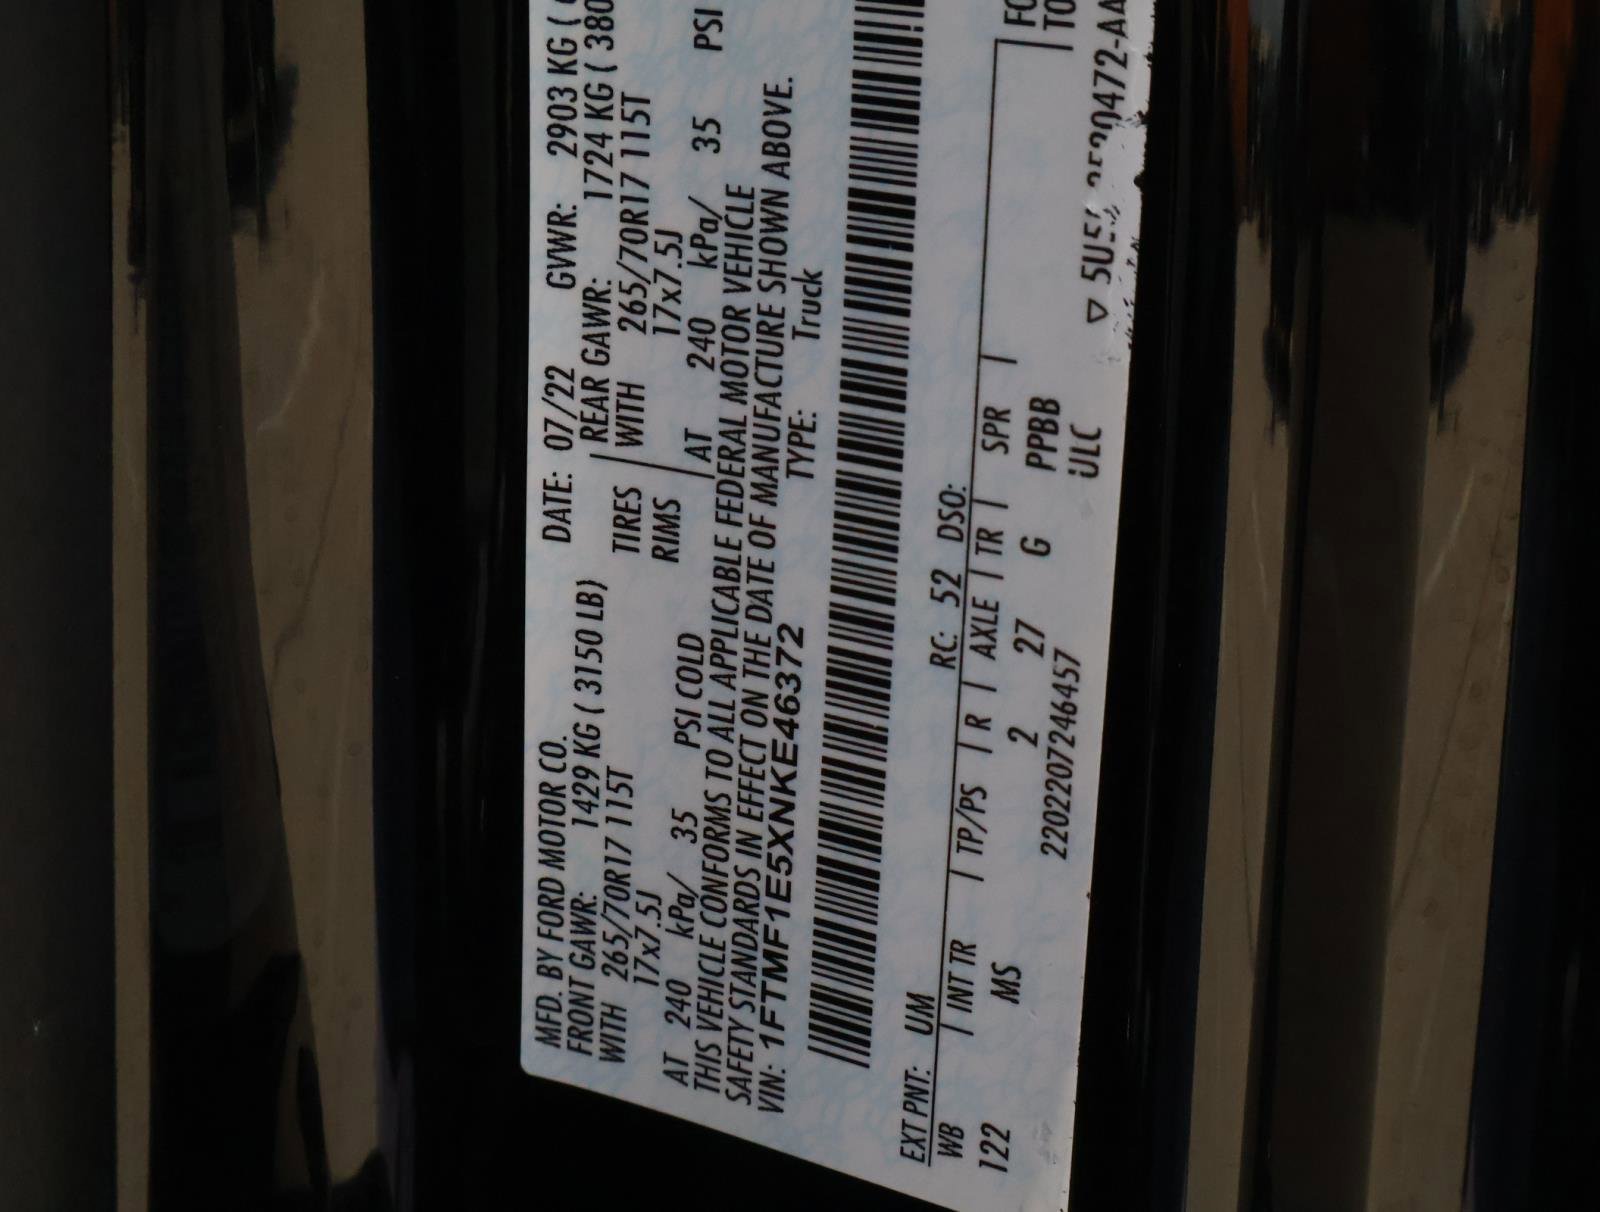 MFD. BY FORD MOTOR CO. DATE: 07/22 GVWR: 2903 KG (
FRONT GAWR: 1429 KG ( 3150 LB) REAR GAWR: 1724 KG ( 380
WITH 265/70R17 115T TIRES WITH 265/70R17 115T
17x7.5J RIMS 17x7.5J
AT 240 kPa/ 35 PSI COLD AT 240 kPa/ 35 PSI
THIS VEHICLE CONFORMS TO ALL APPLICABLE FEDERAL MOTOR VEHICLE
SAFETY STANDARDS IN EFFECT ON THE DATE OF MANUFACTURE SHOWN ABOVE.
VIN: 1FTMF1E5XNKE46372 TYPE: Truck
EXT PNT: UM RC: 52 DSO: FO
WB | INT TR | TP/PS | R | AXLE | TR | SPR | TO
122 MS 2 27 G PPBB
2202207246457 ULC